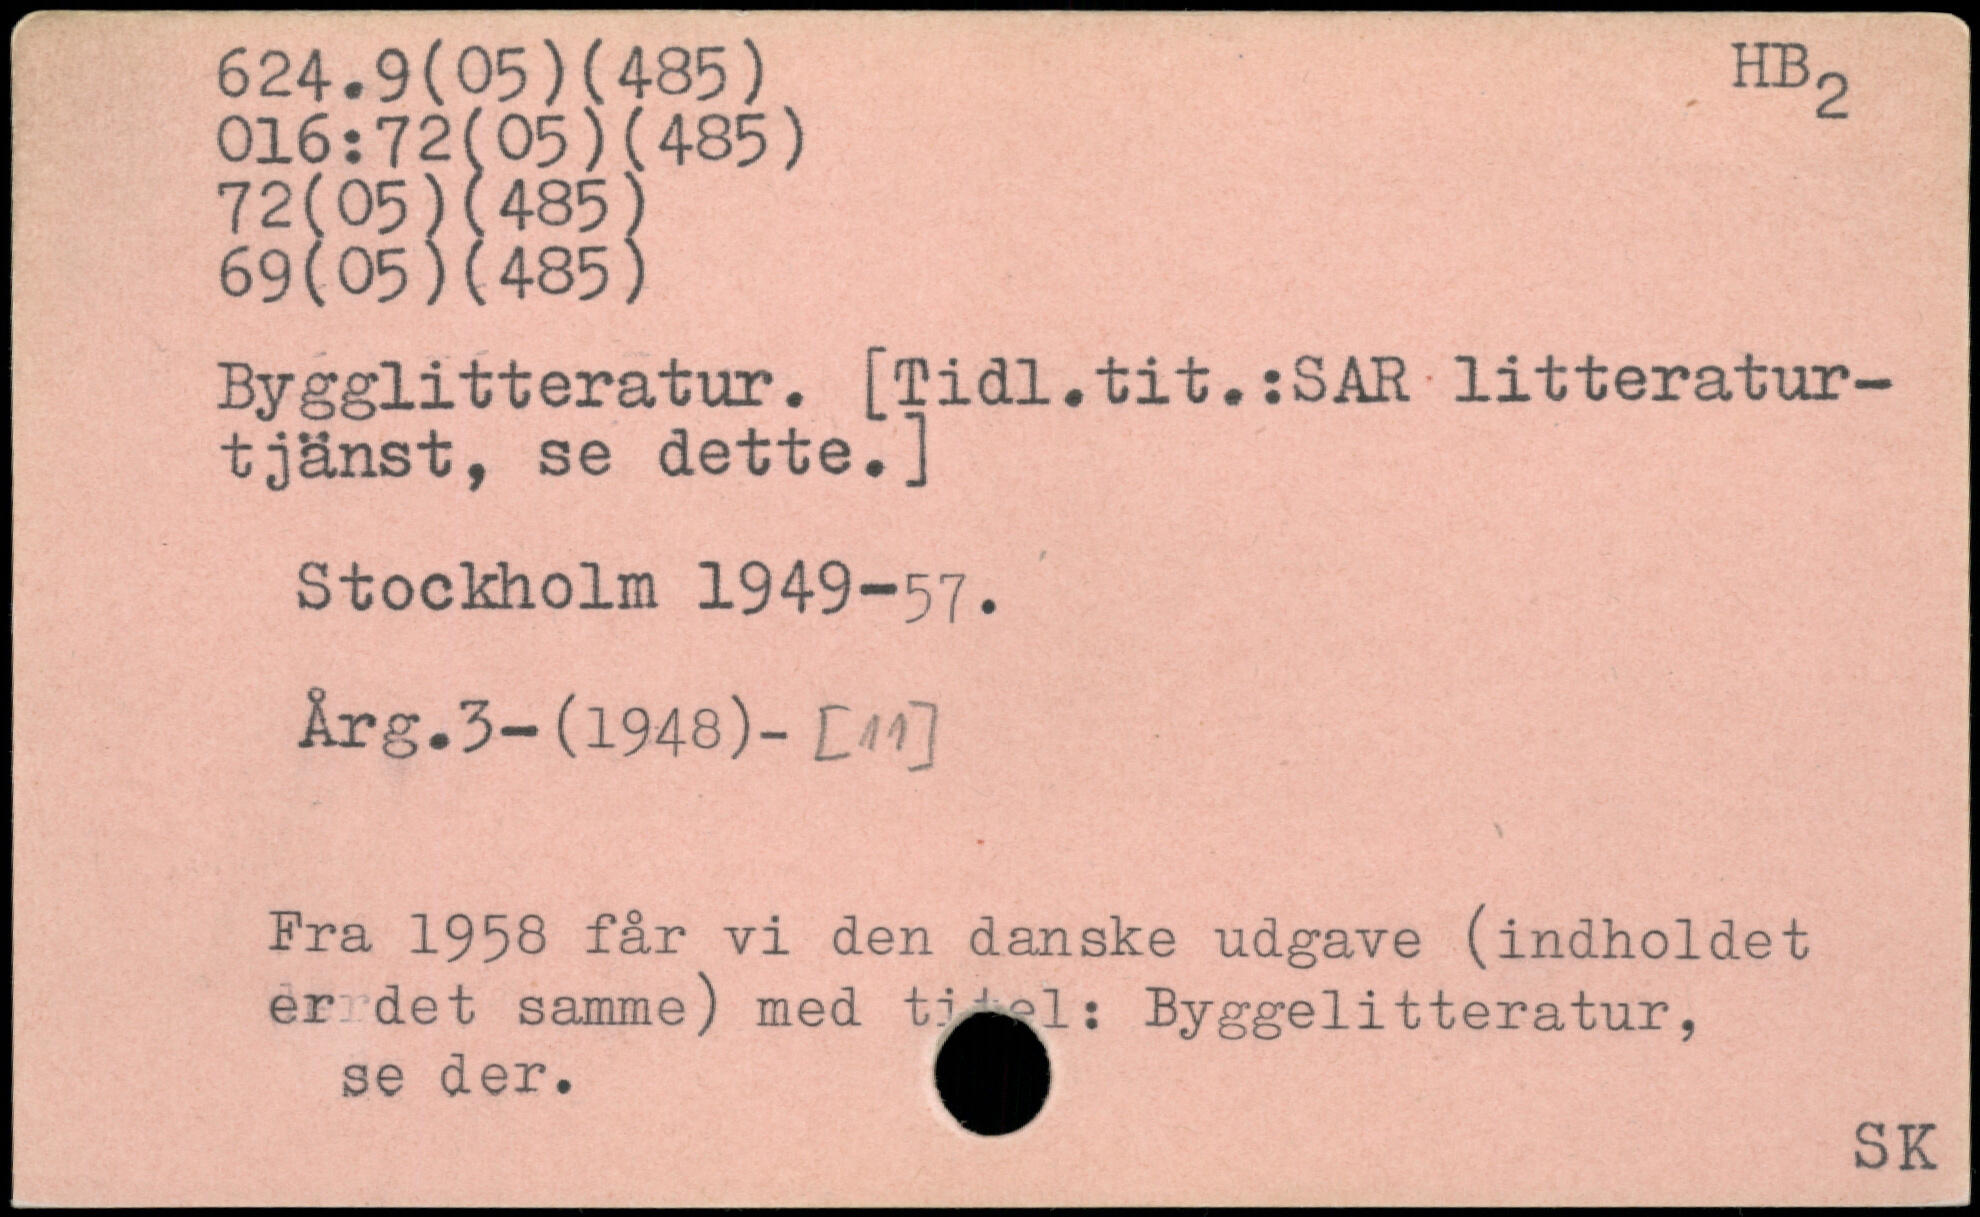 624.9(05)(485)
HB2
016:72(05)(485)
72(05)(485)
69(05)(485)
Bygglitteratur. [Tidl.tit.:SAR litteratur-
tjänst, se dette.]
Stockholm 1949-57.
Årg.3-(1948)- [11]
Fra 1958 får vi den danske udgave (indholdet
er det samme) med titel: Byggelitteratur,
se der.
SK